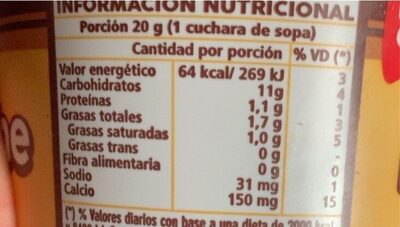 INFORMACIÓN NUTRICIONAL
Porción 20 g (1 cuchara de sopa)
Cantidad por porción % VD (*)
Valor energético 64 kcal/ 269 kJ 3
Carbohidratos 11g 4
Proteínas 1,1 g 1
Grasas totales 1,7 g 3
Grasas saturadas 1,0 g 5
Grasas trans 0 g -
Fibra alimentaria 0 g 0
Sodio 31 mg 1
Calcio 150 mg 15
(*) % Valores diarios con base a una dieta de 2000 kcal